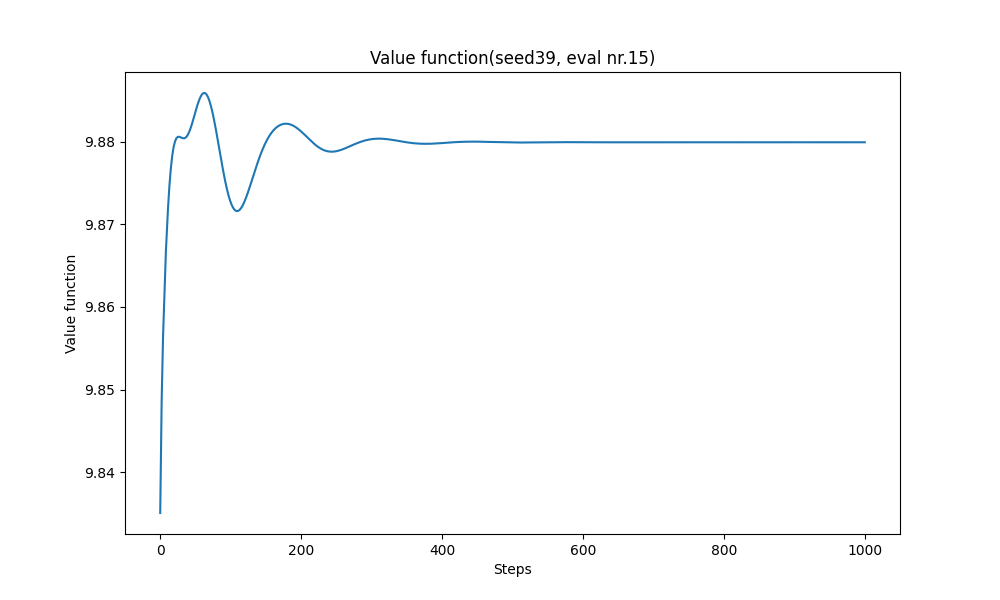 Value function(seed39, eval nr.15)
Value function
9.88
9.87
9.86
9.85
9.84
0 200 400 600 800 1000
Steps